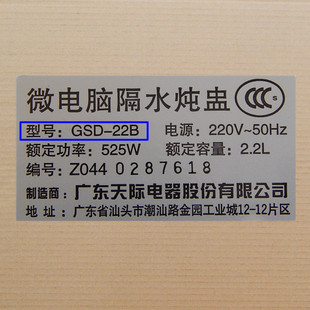 微电脑隔水炖盅
型号：GSD-22B 电源：220V~50Hz
额定功率：525W 额定容量：2.2L
编号：Z044 0287618
制造商：广东天际电器股份有限公司
地 址：广东省汕头市潮汕路金园工业城12-12片区